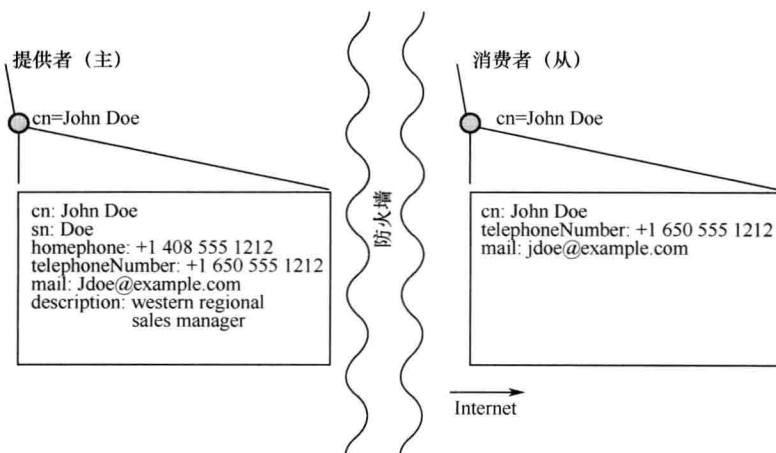 提供者（主）
cn=John Doe
cn: John Doe
sn: Doe
homephone: +1 408 555 1212
telephoneNumber: +1 650 555 1212
mail: Jdoe@example.com
description: western regional
sales manager
防火墙
消费者（从）
cn=John Doe
cn: John Doe
telephoneNumber: +1 650 555 1212
mail: jdoe@example.com
Internet